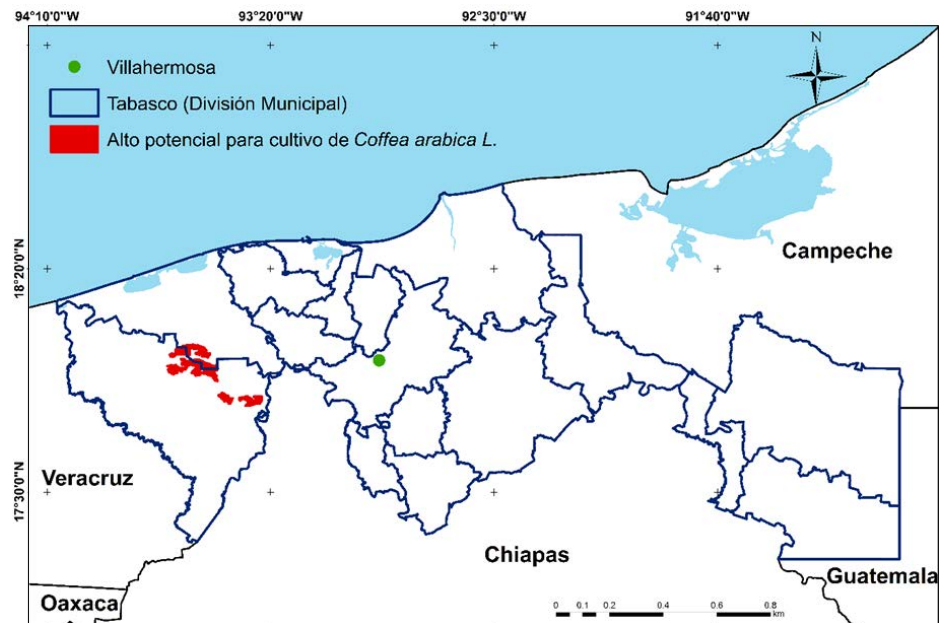 94°10'0"W 93°20'0"W 92°30'0"W 91°40'0"W
N
Villahermosa
Tabasco (División Municipal)
Alto potencial para cultivo de Coffea arabica L.
Campeche
18°20'0"N
Veracruz
17°30'0"N
Chiapas
Guatemala
Oaxaca
0 0.1 0.2 0.4 0.6 0.8
km